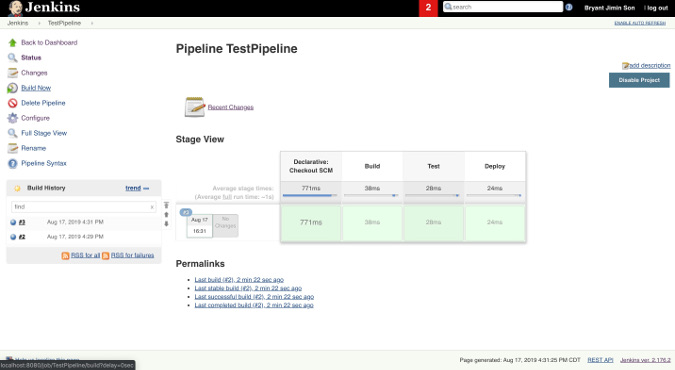 Jenkins
2
search
Bryant Jimin Son
| log out
Jenkins
TestPipeline
ENABLE AUTO REFRESH
Back to Dashboard
Status
Changes
Build Now
Delete Pipeline
Configure
Full Stage View
Rename
Pipeline Syntax
Build History
trend
find
x
#3
Aug 17, 2019 4:31 PM
#2
Aug 17, 2019 4:29 PM
RSS for all
RSS for failures
Pipeline TestPipeline
add description
Disable Project
Recent Changes
Stage View
Declarative: Checkout SCM
Build
Test
Deploy
Average stage times:
(Average full run time: ~1s)
771ms
38ms
28ms
24ms
Aug 17
16:31
No Changes
771ms
38ms
28ms
24ms
Permalinks
Last build (#2), 2 min 22 sec ago
Last stable build (#2), 2 min 22 sec ago
Last successful build (#2), 2 min 22 sec ago
Last completed build (#2), 2 min 22 sec ago
localhost:8080/job/TestPipeline/build?delay=0sec
Page generated: Aug 17, 2019 4:31:25 PM CDT
REST API
Jenkins ver. 2.176.2